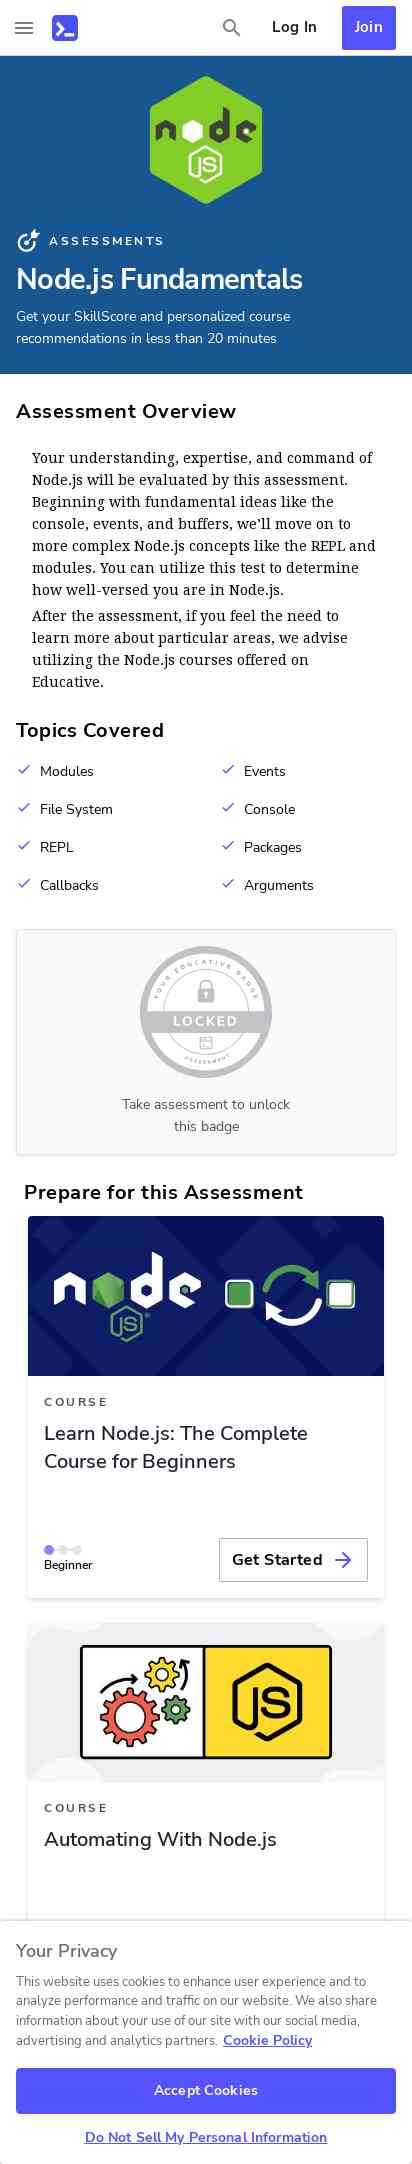 Log In
Join
node
JS
ASSESSMENTS
Node.js Fundamentals
Get your SkillScore and personalized course
recommendations in less than 20 minutes
Assessment Overview
Your understanding, expertise, and command of
Node.js will be evaluated by this assessment.
Beginning with fundamental ideas like the
console, events, and buffers, we'll move on to
more complex Node.js concepts like the REPL and
modules. You can utilize this test to determine
how well-versed you are in Node.js.
After the assessment, if you feel the need to
learn more about particular areas, we advise
utilizing the Node.js courses offered on
Educative.
Topics Covered
Modules
Events
File System
Console
REPL
Packages
Callbacks
Arguments
YOUR EDUCATIVE BADGE
LOCKED
ASSESSMENT
Take assessment to unlock
this badge
Prepare for this Assessment
node
JS
COURSE
Learn Node.js: The Complete
Course for Beginners
Beginner
Get Started
JS
COURSE
Automating With Node.js
Your Privacy
This website uses cookies to enhance user experience and to
analyze performance and traffic on our website. We also share
information about your use of our site with our social media,
advertising and analytics partners. Cookie Policy
Accept Cookies
Do Not Sell My Personal Information